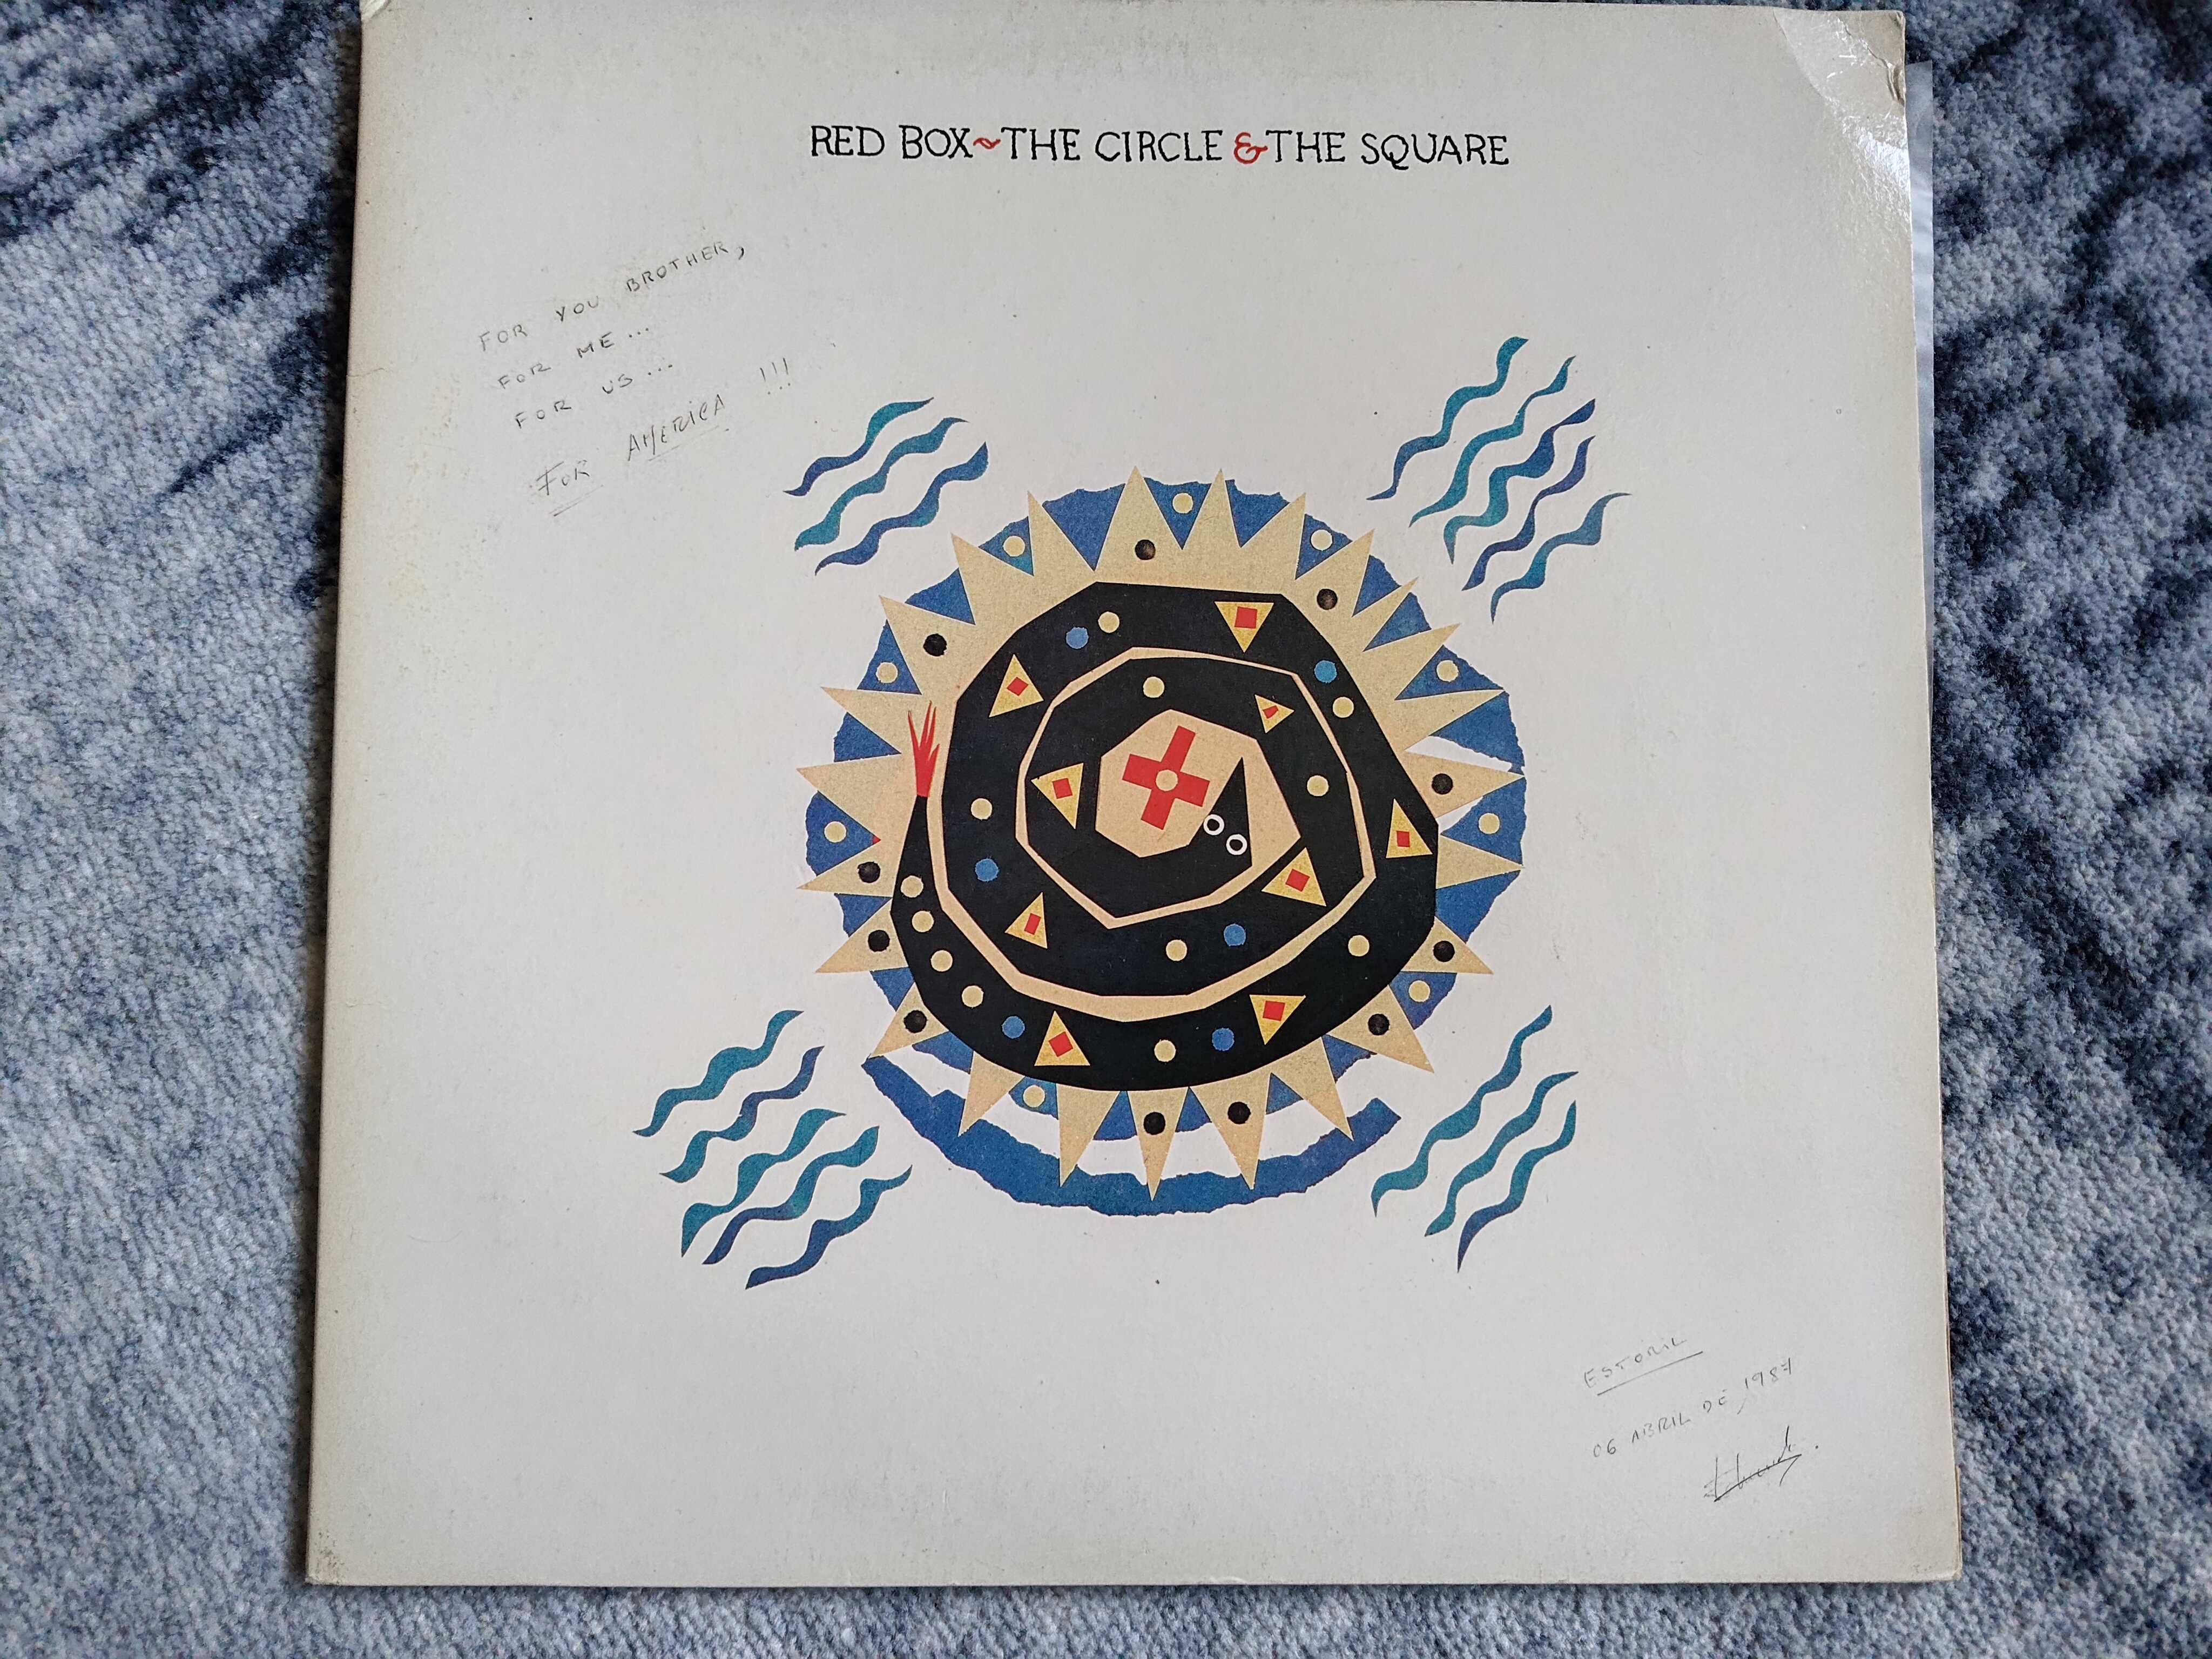 RED BOX~THE CIRCLE & THE SQUARE
FOR YOU BROTHER,
FOR ME...
FOR US...
FOR AMERICA !!!
ESTORIL
06 ABRIL DE 1987